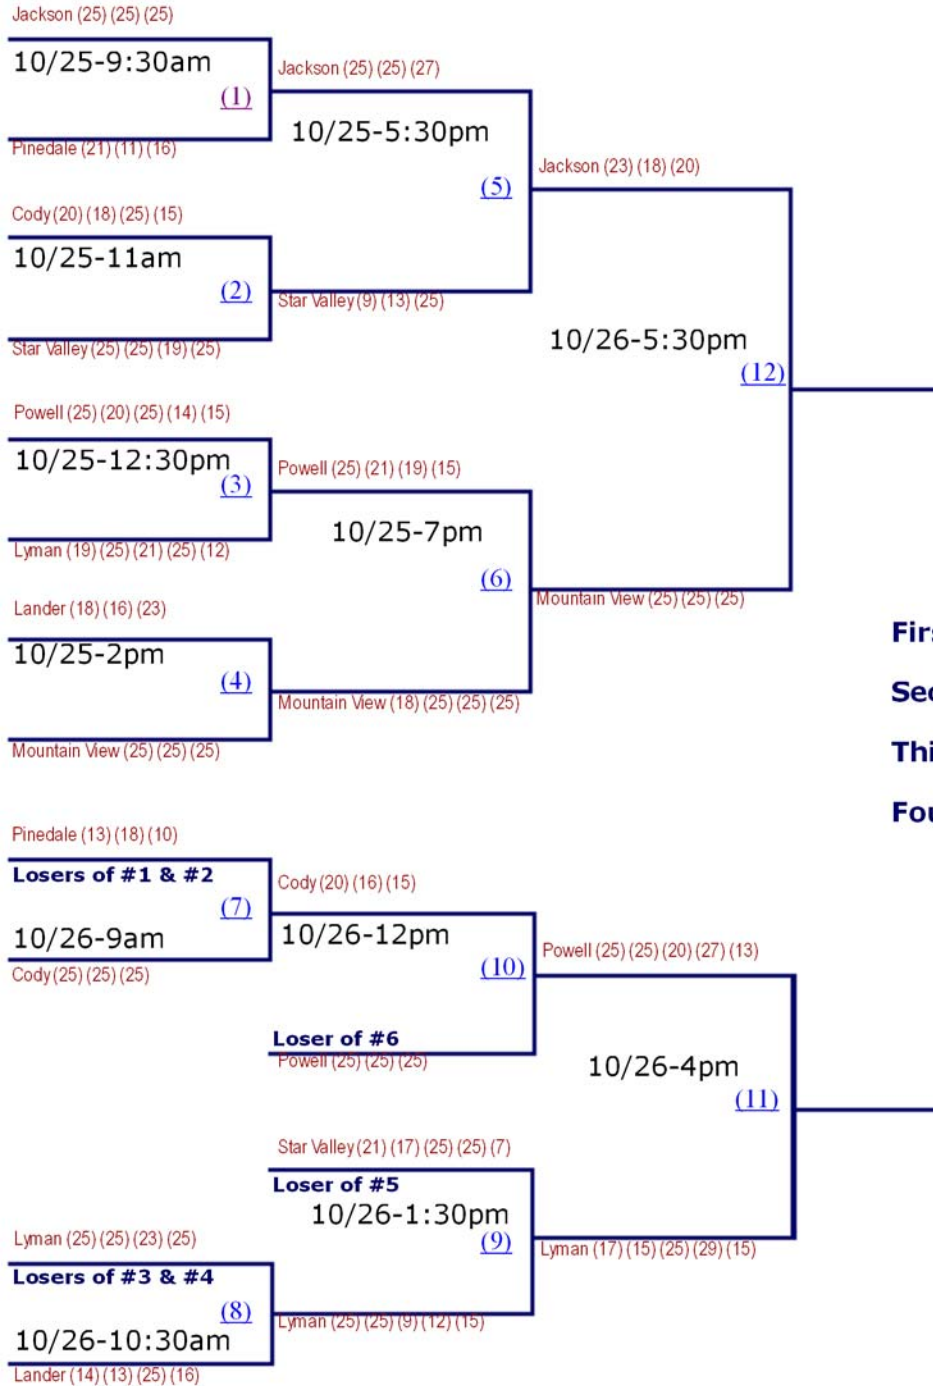 Jackson (25) (25) (25)
10/25-9:30am
(1)
Pinedale (21) (11) (16)
Jackson (25) (25) (27)
10/25-5:30pm
(5)
Cody (20) (18) (25) (15)
10/25-11am
(2)
Star Valley (25) (25) (19) (25)
Star Valley (9) (13) (25)
Jackson (23) (18) (20)
10/26-5:30pm
(12)
Powell (25) (20) (25) (14) (15)
10/25-12:30pm
(3)
Lyman (19) (25) (21) (25) (12)
Powell (25) (21) (19) (15)
10/25-7pm
(6)
Lander (18) (16) (23)
10/25-2pm
(4)
Mountain View (25) (25) (25)
Mountain View (18) (25) (25) (25)
Mountain View (25) (25) (25)
Pinedale (13) (18) (10)
Losers of #1 & #2
(7)
10/26-9am
Cody (25) (25) (25)
Cody (20) (16) (15)
10/26-12pm
(10)
Loser of #6
Powell (25) (25) (25)
Powell (25) (25) (20) (27) (13)
10/26-4pm
(11)
Star Valley (21) (17) (25) (25) (7)
Loser of #5
10/26-1:30pm
(9)
Lyman (17) (15) (25) (29) (15)
Lyman (25) (25) (23) (25)
Losers of #3 & #4
(8)
10/26-10:30am
Lander (14) (13) (25) (16)
Lyman (25) (25) (9) (12) (15)